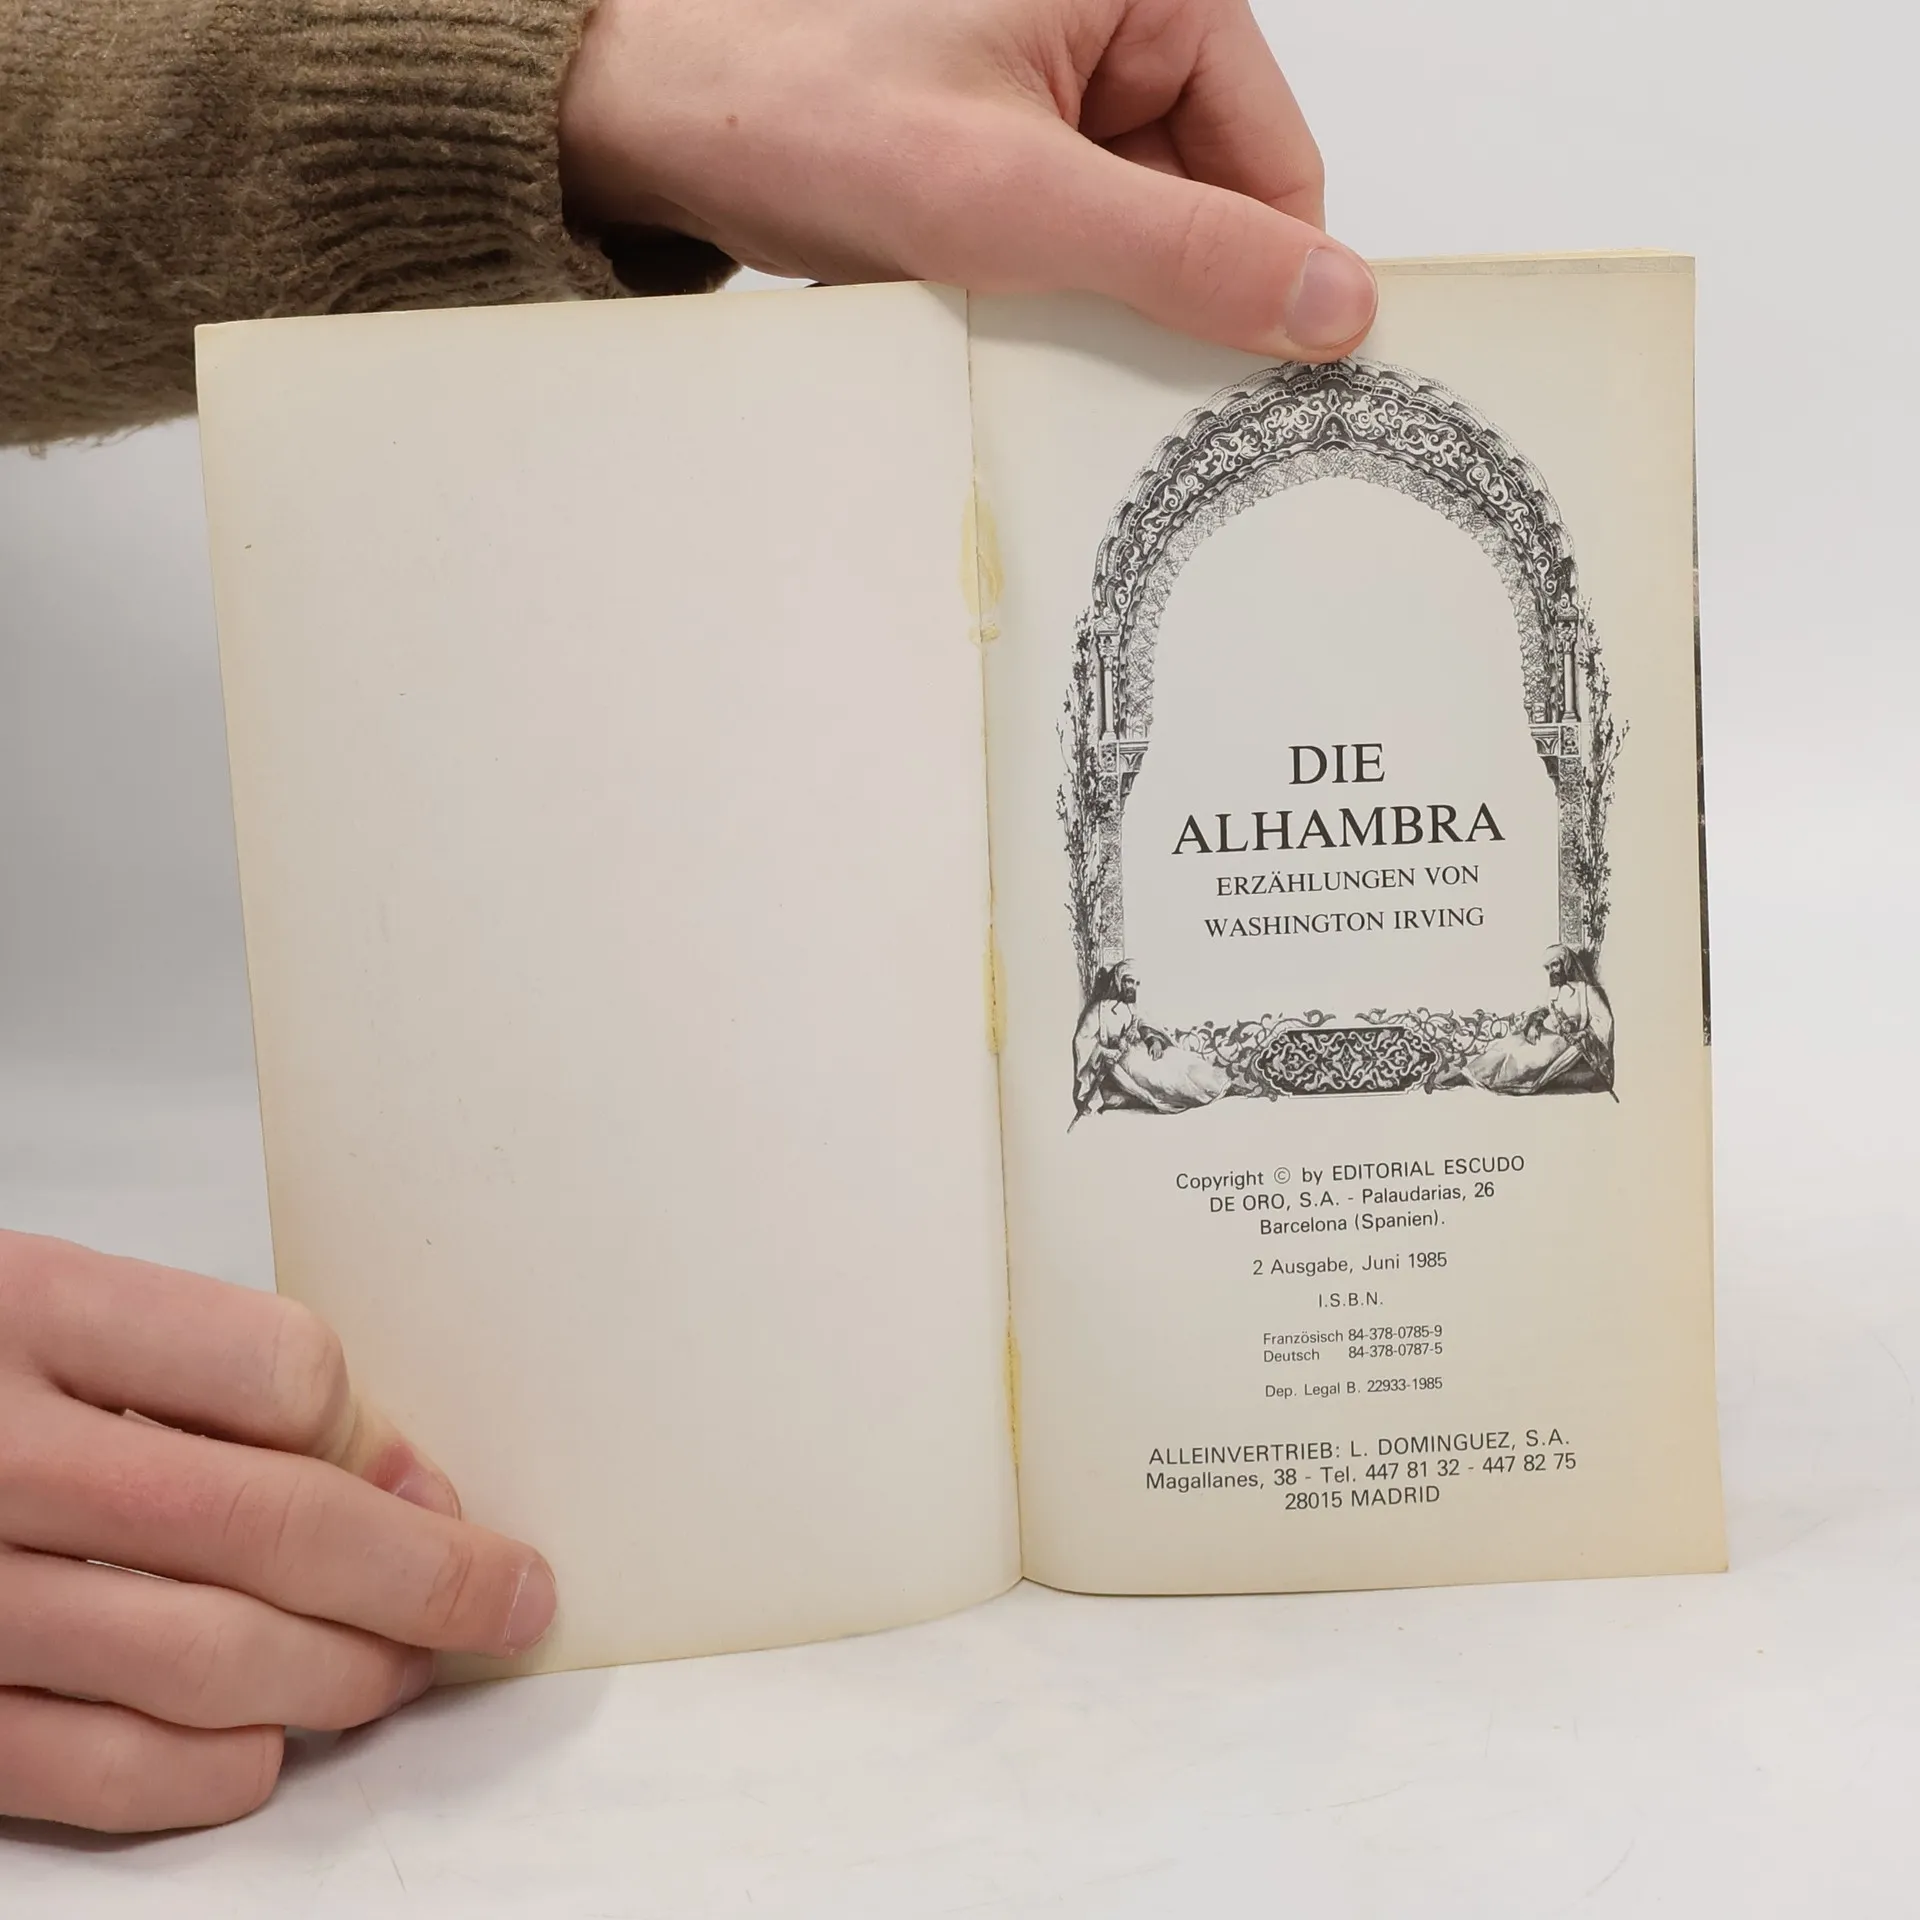 DIE
ALHAMBRA
ERZÄHLUNGEN VON
WASHINGTON IRVING
Copyright © by EDITORIAL ESCUDO
DE ORO, S.A. - Palaudarias, 26
Barcelona (Spanien).
2 Ausgabe, Juni 1985
I.S.B.N.
Französisch 84-378-0785-9
Deutsch 84-378-0787-5
Dep. Legal B. 22933-1985
ALLEINVERTRIEB: L. DOMINGUEZ, S.A.
Magallanes, 38 - Tel. 447 81 32 - 447 82 75
28015 MADRID